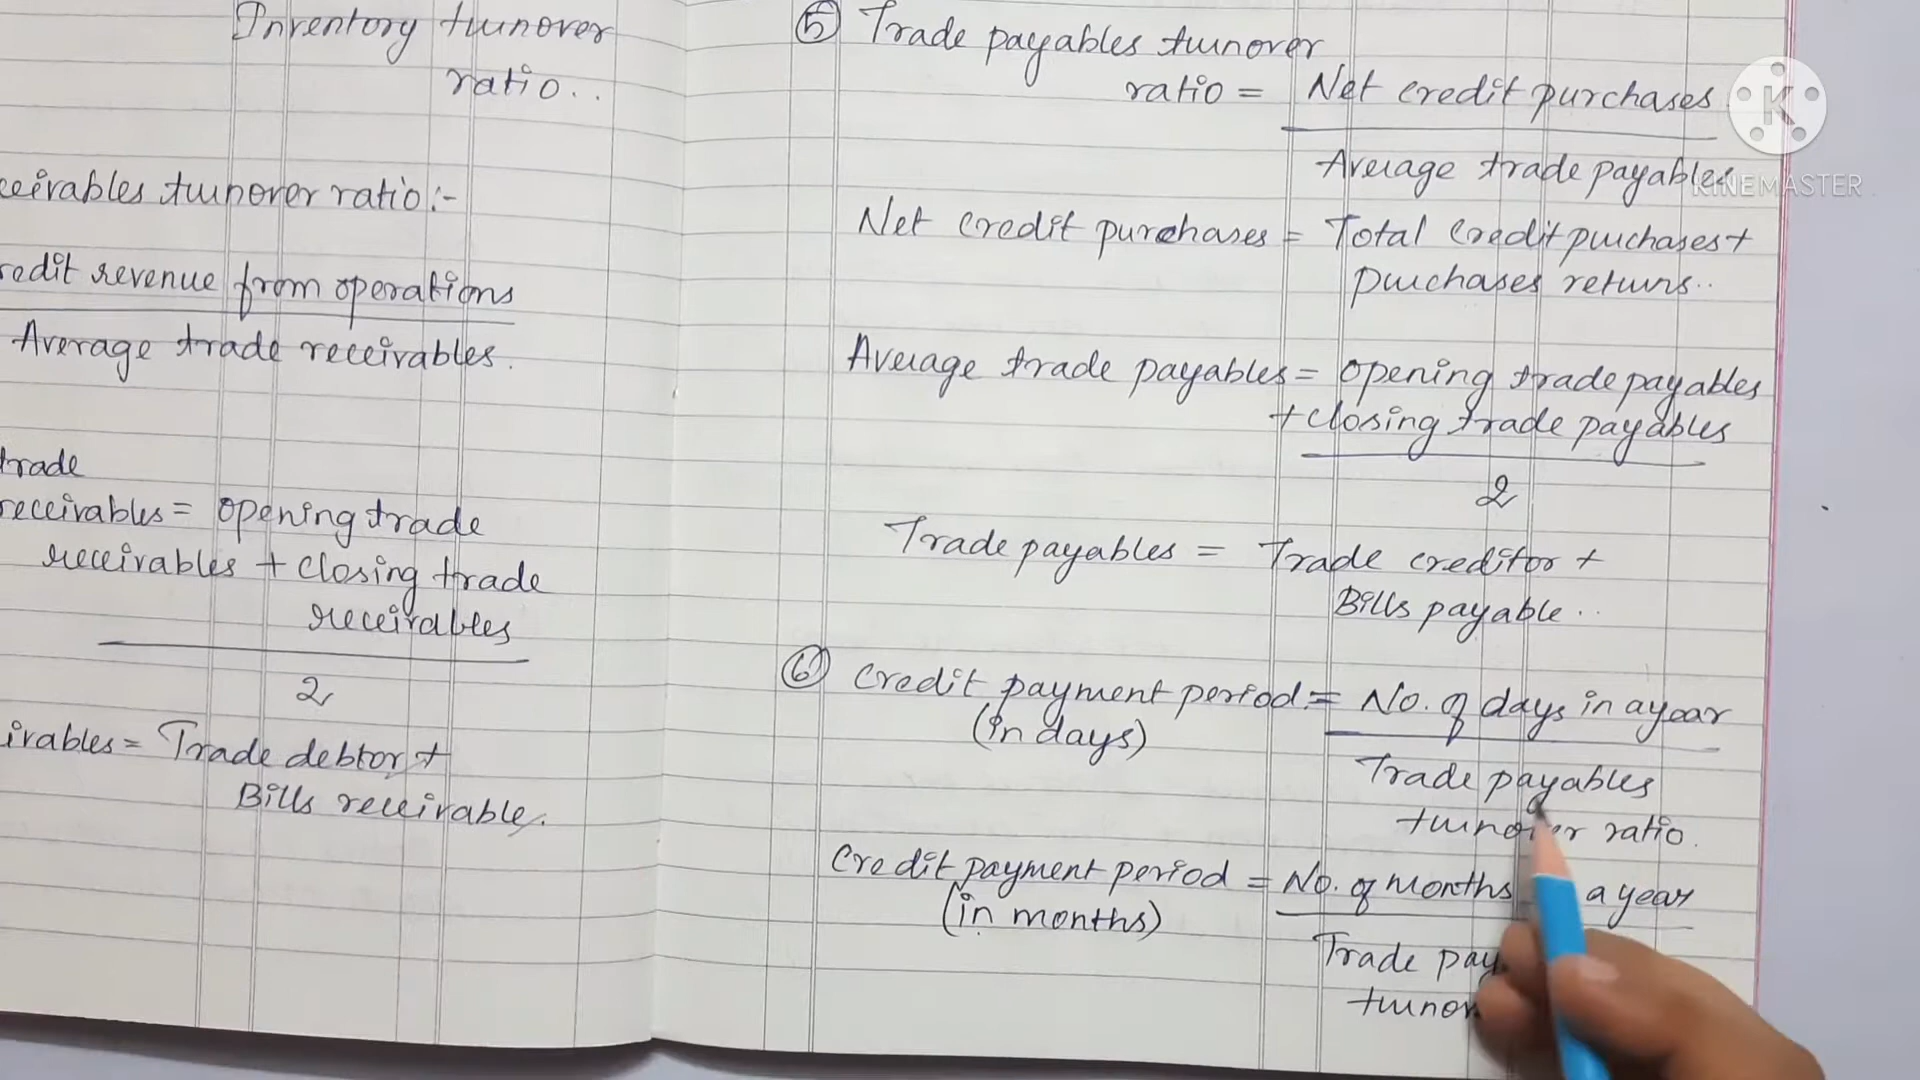 Inventory turnover
ratio..
ceivables turnover ratio:-
redit revenue from operations
Average trade receivables.
trade
receivables = opening trade
receivables + closing trade
receivables
2
ivables = Trade debtor +
Bills receivable.
⑤ Trade payables turnover
ratio = Net credit purchases
Average trade payables
Net credit purchases = Total credit purchases +
purchases returns..
Average trade payables = opening trade payables
+ closing trade payables
2
Trade payables = Trade creditor +
Bills payable..
⑥ Credit payment period = No. of days in a year
(in days)
Trade payables
turnover ratio.
Credit payment period = No. of months a year
(in months)
Trade pay
turnov
K
KINEMASTER